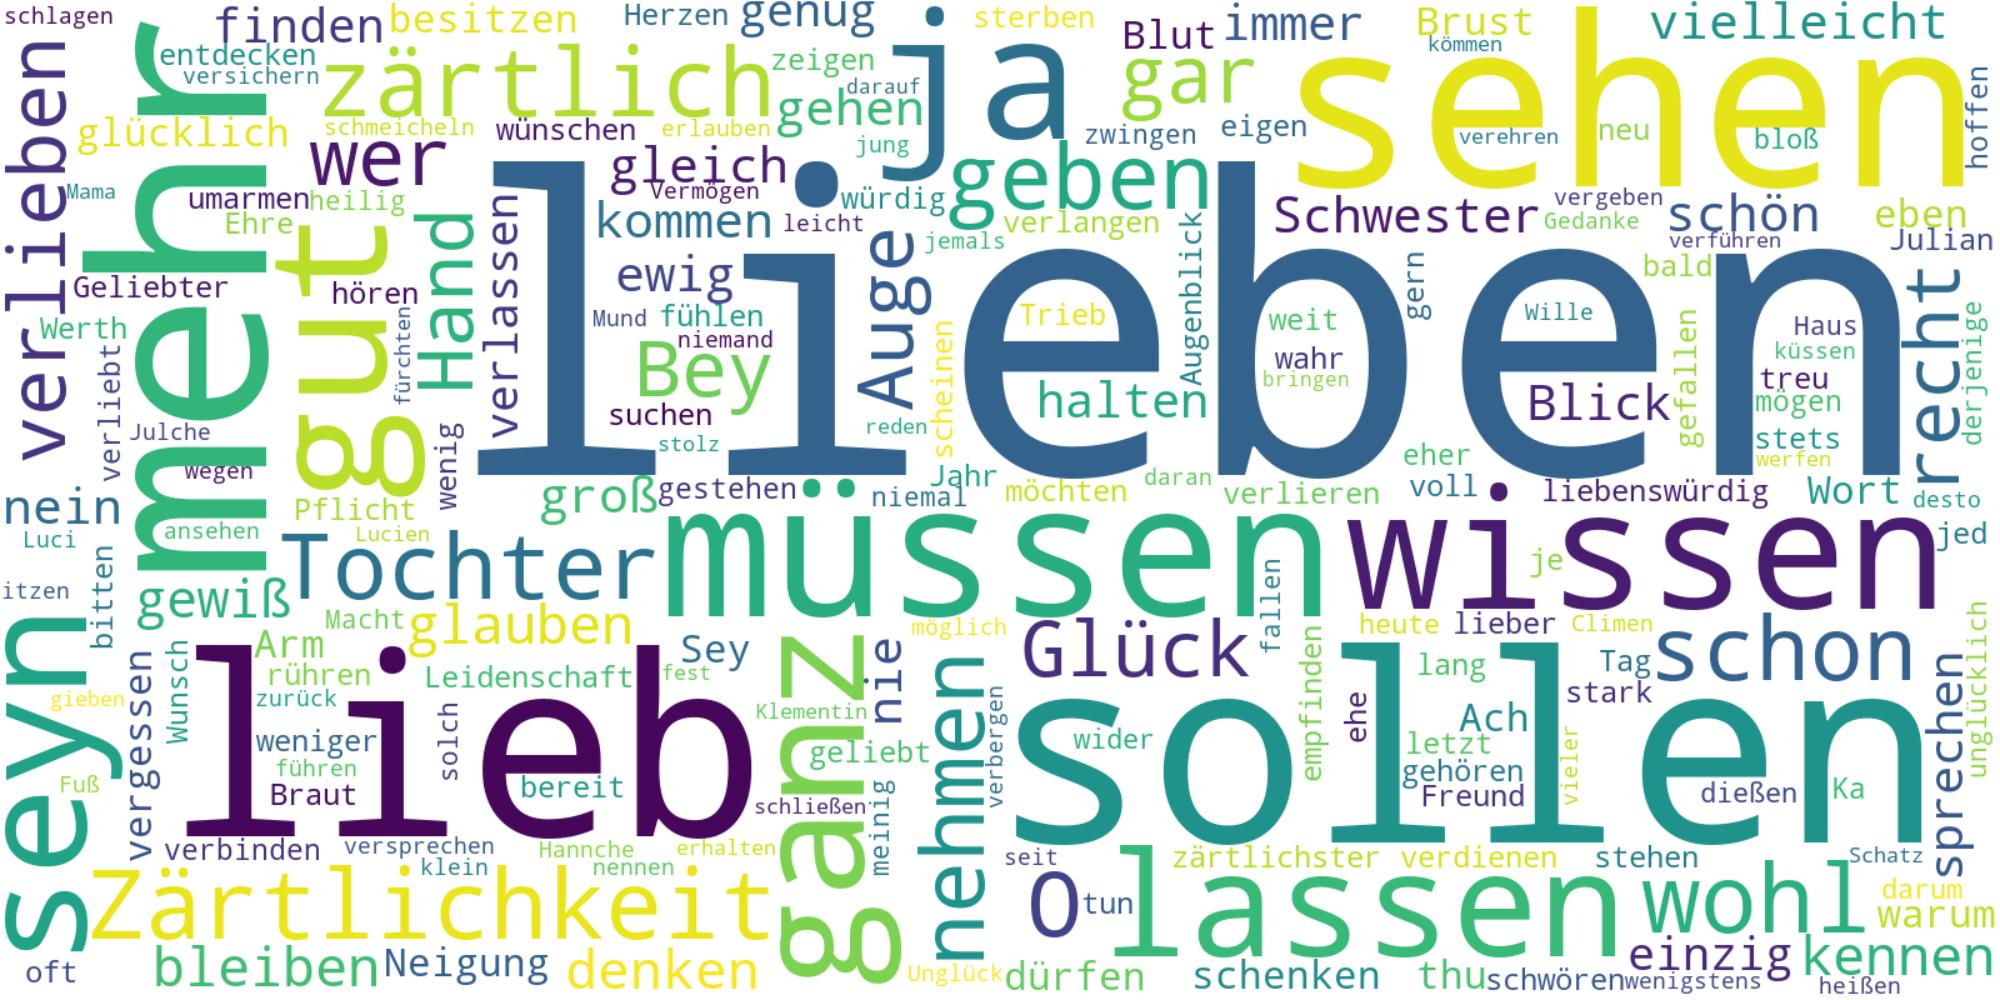 schlagen
finden
besitzen
Herzen
genug
ja
sterben
Blut
immer
Brust
kömmen
vielleicht
verlieben
mehr
entdecken
versichern
zärtlich
zeigen
darauf
gehen
gar
sehen
hoffen
glücklich
schmeicheln
wünschen
erlauben
jung
zwingen
eigen
verehren
neu
bloß
wer
gleich
Mama
umarmen
heilig
Vermögen
würdig
geben
vergeben
Ehre
kommen
leicht
verlangen
Schwester
Gedanke
schön
eben
gut
Hand
verlassen
lieben
jemals
verführen
Julian
Geliebter
hören
ewig
Auge
Augenblick
gern
bald
recht
Werth
fürchten
Mund
fühlen
Trieb
weit
Wille
Haus
derjenige
verliebt
niemand
Bey
scheinen
wahr
gefallen
küssen
treu
bringen
mögen
suchen
halten
Blick
Julche
wenig
reden
stets
stolz
werfen
wegen
eher
nein
groß
gestehen
niemal
Jahr
möchten
daran
verlieren
voll
liebenswürdig
Wort
desto
Pflicht
ansehen
Lucien
Luci
Tochter
müssen
wissen
jed
bitten
je
itzen
gewiß
fallen
seyn
Macht
glauben
möglich
heute
lieber
Climen
Arm
Sey
nie
Glück
schon
vergessen
Wunsch
lieb
rühren
Leidenschaft
fest
ganz
nehmen
empfinden
sollen
lang
Tag
sprechen
unglücklich
gieben
zurück
solch
Klementin
verbergen
ehe
stark
weniger
geliebt
wider
Ach
letzt
vieler
führen
gehören
Fuß
Braut
bereit
schließen
meinig
Freund
dießen
Ka
verbinden
versprechen
Hannche
erhalten
seit
zärtlichster
verdienen
stehen
Schatz
klein
nennen
Zärtlichkeit
O
tun
lassen
wohl
darum
warum
oft
bleiben
Neigung
denken
Unglück
dürfen
schenken
thu
schwören
einzig
wenigstens
kennen
heißen